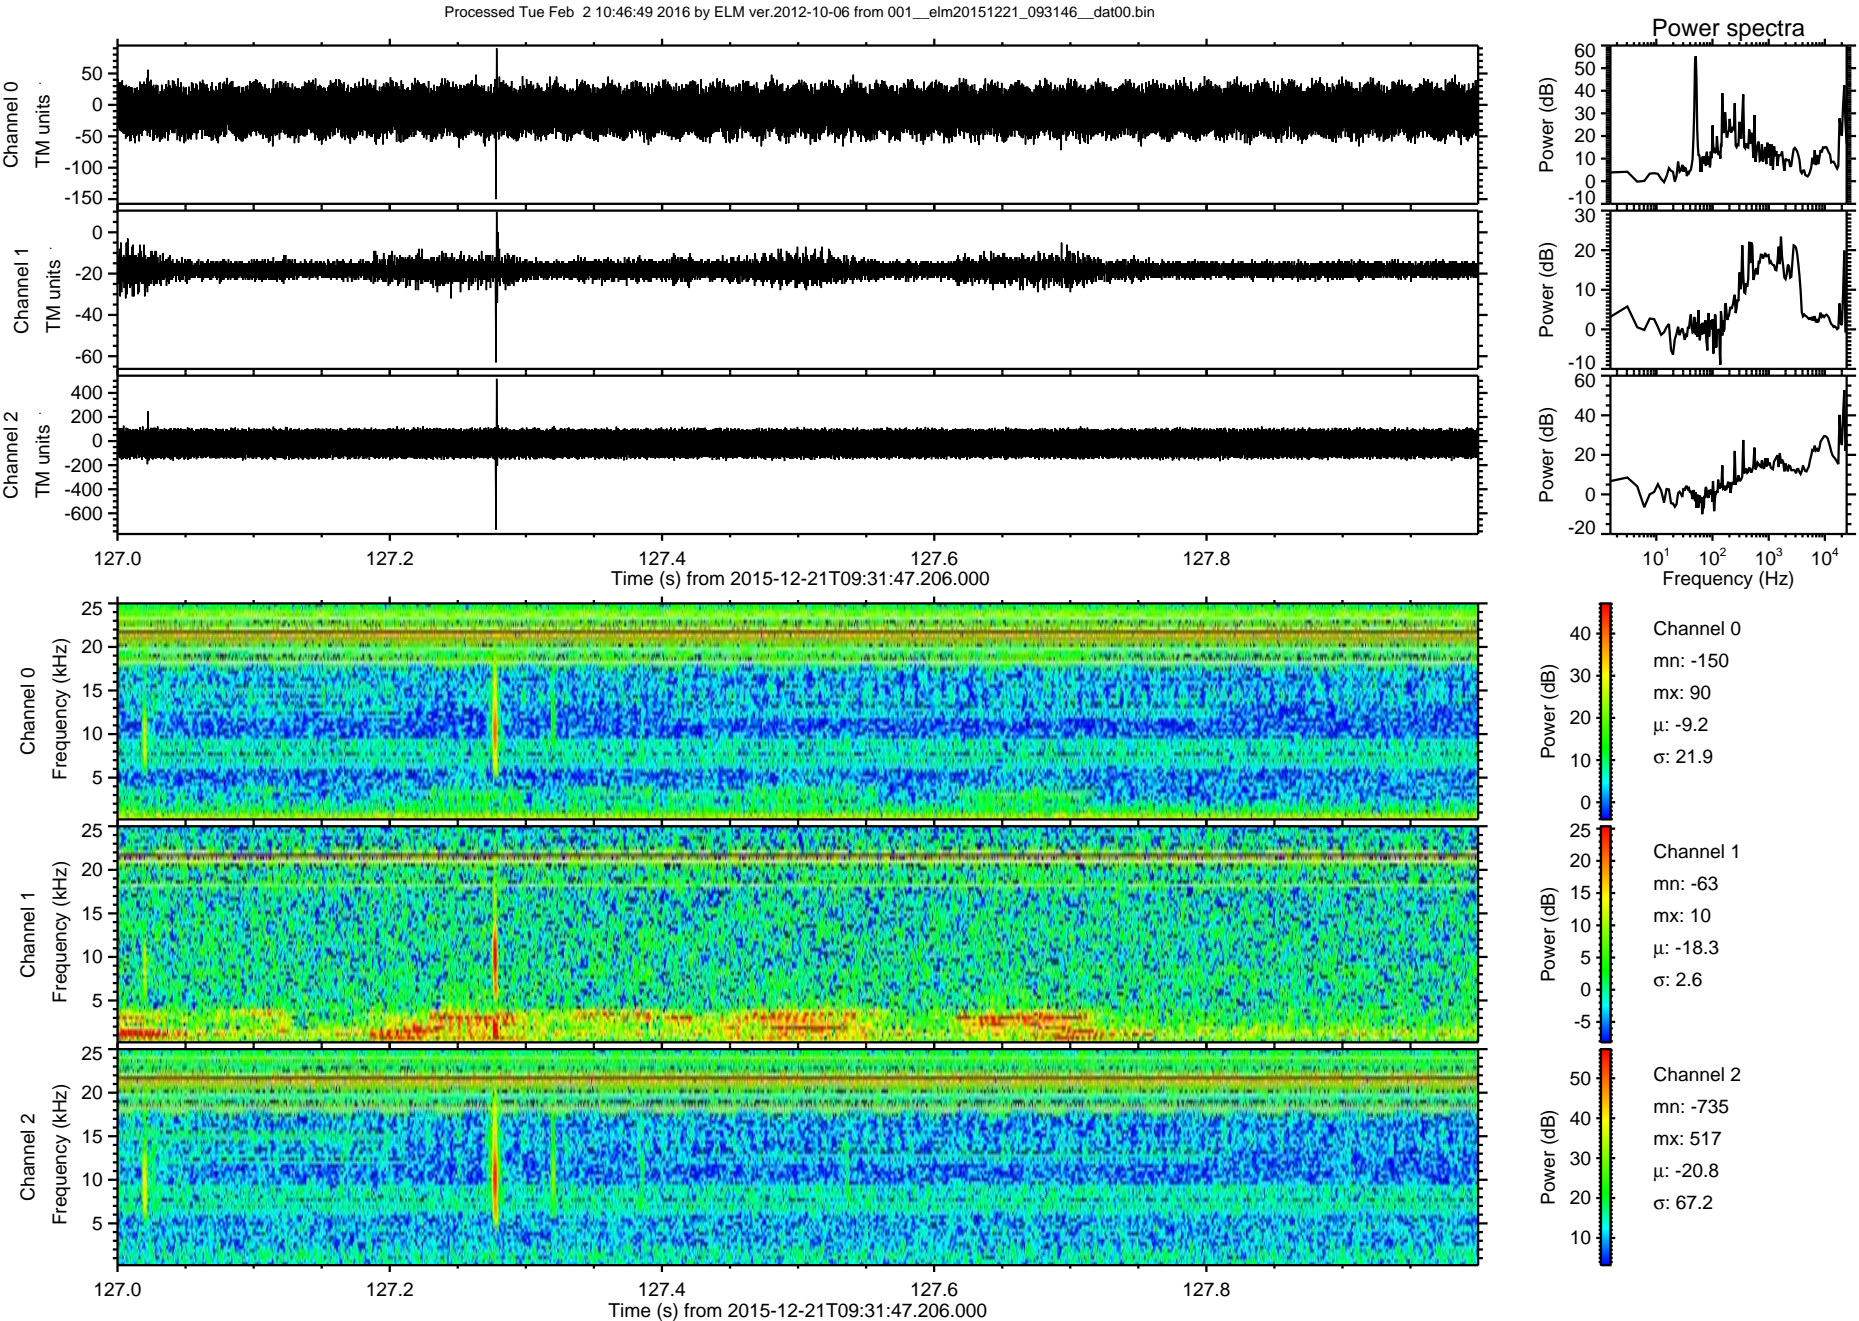 Processed Tue Feb  2 10:46:49 2016 by ELM ver.2012-10-06 from 001__elm20151221_093146__dat00.bin
Power spectra
Channel 0
TM units
50
0
-50
-100
-150
Power (dB)
60
50
40
30
20
10
0
-10
Channel 1
TM units
0
-20
-40
-60
Power (dB)
30
20
10
0
-10
Channel 2
TM units
400
200
0
-200
-400
-600
Power (dB)
60
40
20
0
-20
127.0 127.2 127.4 127.6 127.8
Time (s) from 2015-12-21T09:31:47.206.000
10^1 10^2 10^3 10^4
Frequency (Hz)
Channel 0
Frequency (kHz)
25
20
15
10
5
Power (dB)
40
30
20
10
0
Channel 0
mn: -150
mx: 90
μ: -9.2
σ: 21.9
Channel 1
Frequency (kHz)
25
20
15
10
5
Power (dB)
25
20
15
10
5
0
-5
Channel 1
mn: -63
mx: 10
μ: -18.3
σ: 2.6
Channel 2
Frequency (kHz)
25
20
15
10
5
Power (dB)
50
40
30
20
10
Channel 2
mn: -735
mx: 517
μ: -20.8
σ: 67.2
127.0 127.2 127.4 127.6 127.8
Time (s) from 2015-12-21T09:31:47.206.000